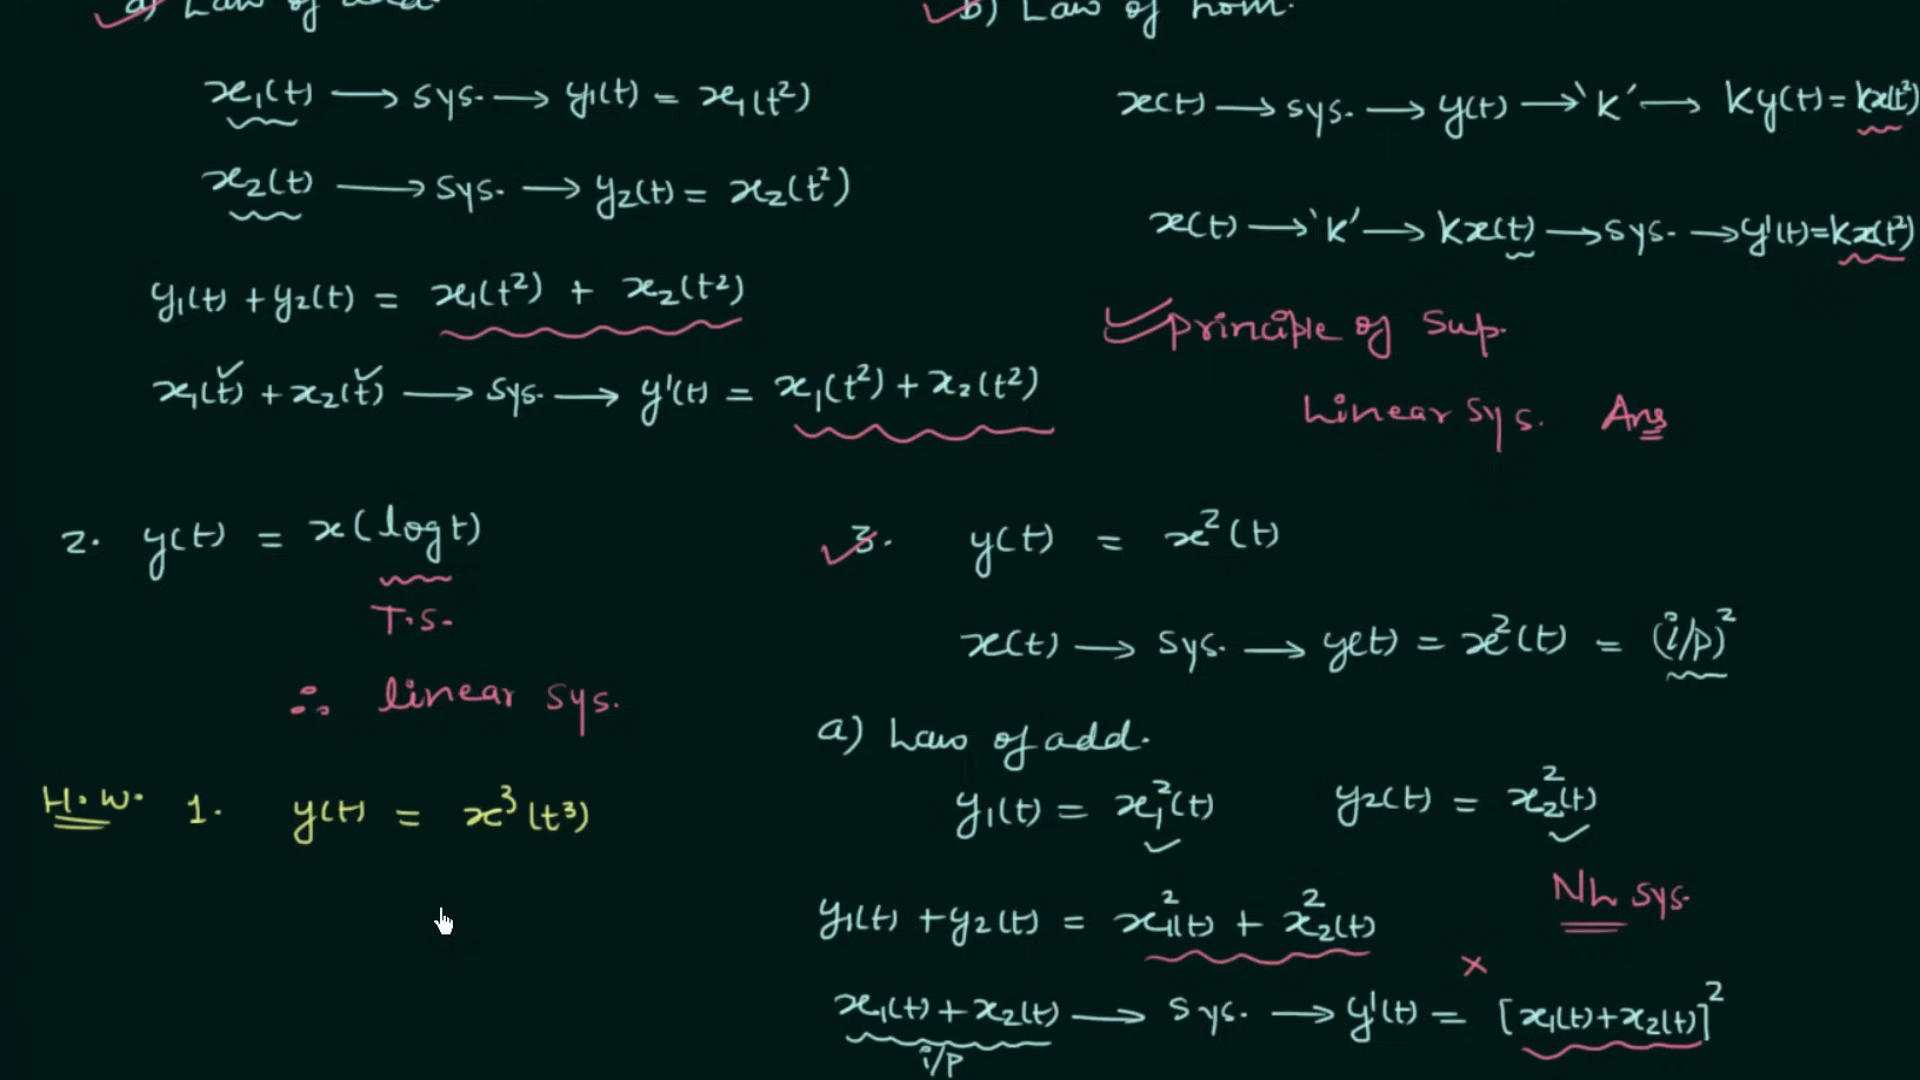 a) Law of add.
x₁(t) → sys. → y₁(t) = x₁(t²)
x₂(t) → sys. → y₂(t) = x₂(t²)
y₁(t) + y₂(t) = x₁(t²) + x₂(t²)
x₁(t) + x₂(t) → sys. → y'(t) = x₁(t²) + x₂(t²)
b) Law of hom.
x(t) → sys. → y(t) → 'K' → Ky(t) = kx(t²)
x(t) → 'K' → Kx(t) → sys. → y'(t) = kx(t²)
principle of Sup.
Linear sys. Ans
2. y(t) = x(log t)
T.S.
∴ linear sys.
H.W. 1. y(t) = x³(t³)
3. y(t) = x²(t)
x(t) → sys. → y(t) = x²(t) = (i/p)²
a) Law of add.
y₁(t) = x₁²(t) y₂(t) = x₂²(t)
NL sys.
y₁(t) + y₂(t) = x₁²(t) + x₂²(t)
×
x₁(t) + x₂(t) → sys. → y'(t) = [x₁(t) + x₂(t)]²
i/p